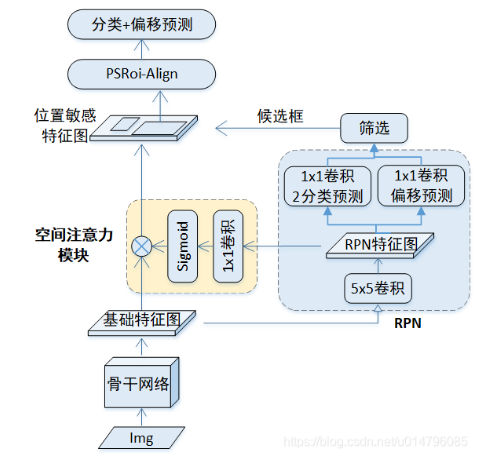 分类+偏移预测
PSRoi-Align
位置敏感
特征图
候选框
筛选
1x1卷积
2分类预测
1x1卷积
偏移预测
空间注意力
模块
Sigmoid
1x1卷积
RPN特征图
5x5卷积
基础特征图
RPN
骨干网络
Img
https://blog.csdn.net/u014796085